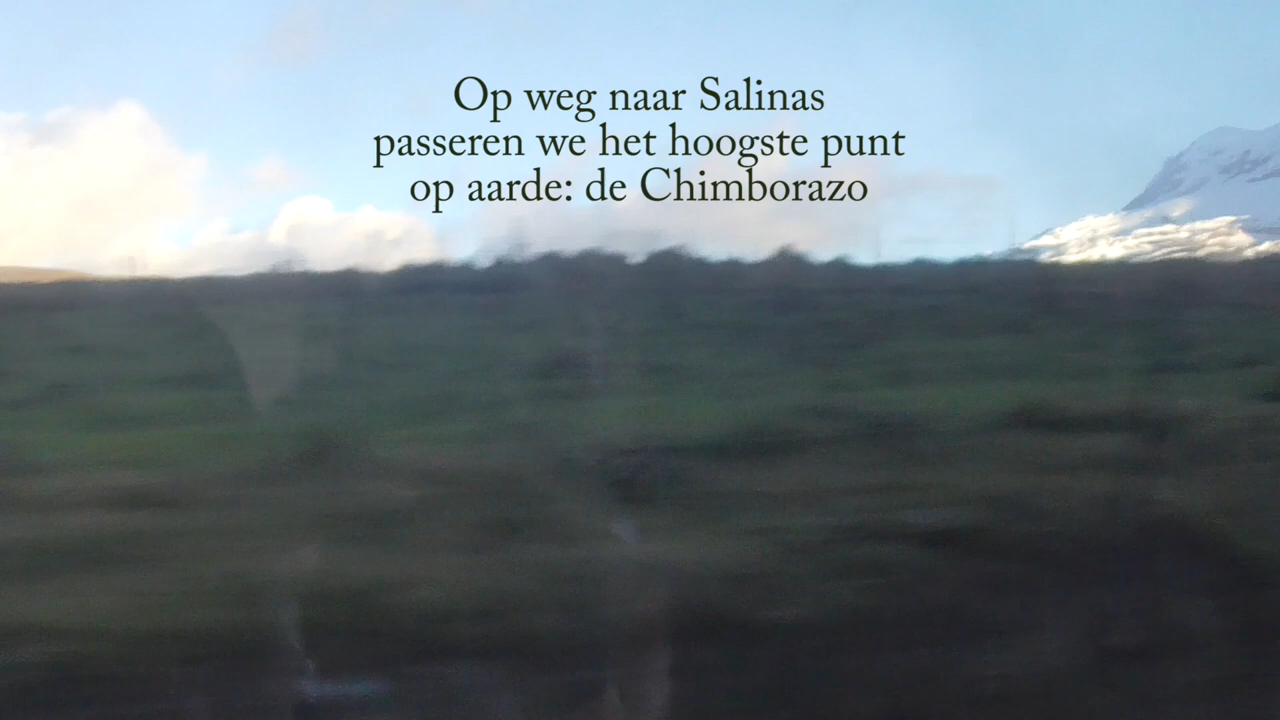 Op weg naar Salinas
passeren we het hoogste punt
op aarde: de Chimborazo